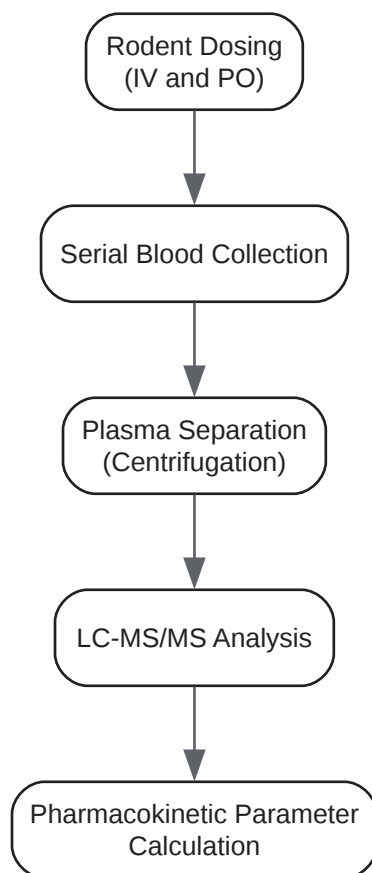 Rodent Dosing
(IV and PO)
Serial Blood Collection
Plasma Separation
(Centrifugation)
LC-MS/MS Analysis
Pharmacokinetic Parameter
Calculation